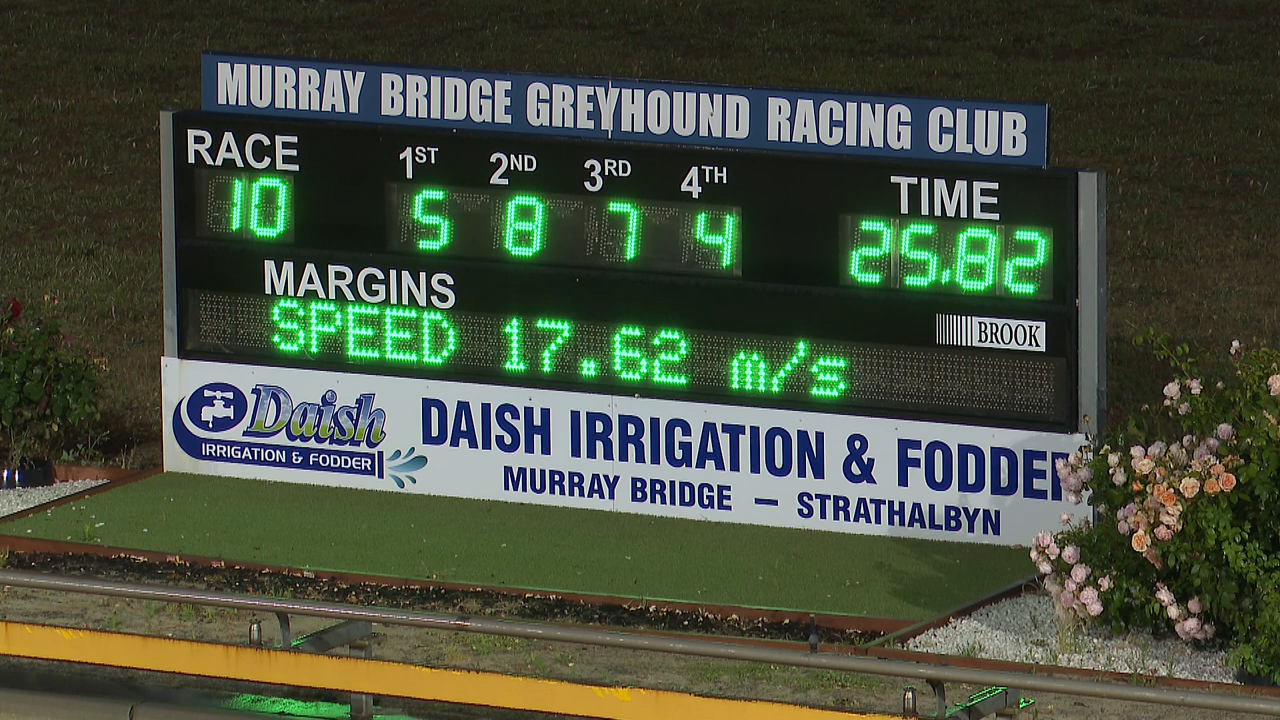 MURRAY BRIDGE GREYHOUND RACING CLUB
RACE 1ST 2ND 3RD 4TH TIME
10 5 8 7 4 25.82
MARGINS
BROOK
SPEED 17.62 m/s
Daish
IRRIGATION & FODDER
DAISH IRRIGATION & FODDER
MURRAY BRIDGE — STRATHALBYN